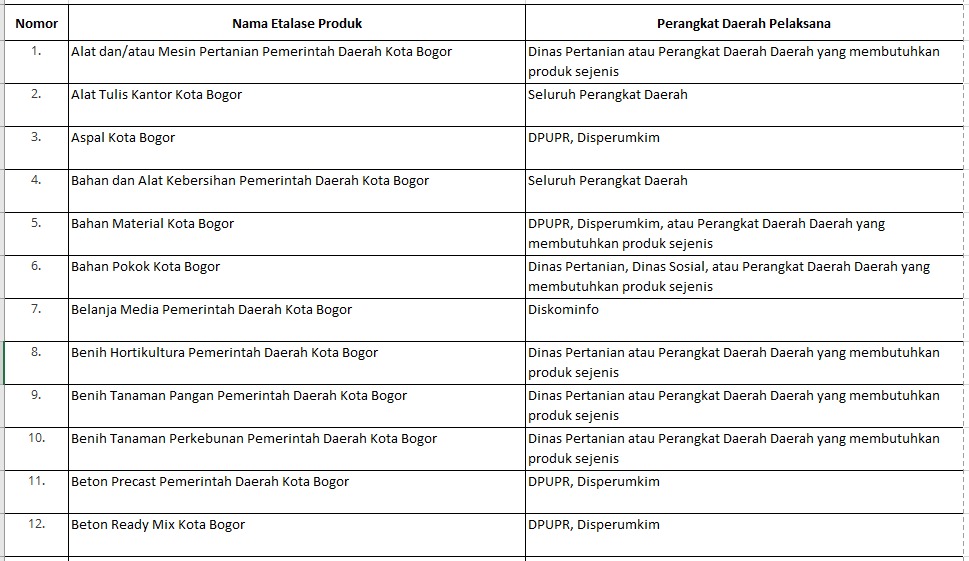 Nomor Nama Etalase Produk Perangkat Daerah Pelaksana
1. Alat dan/atau Mesin Pertanian Pemerintah Daerah Kota Bogor Dinas Pertanian atau Perangkat Daerah Daerah yang membutuhkan
produk sejenis
2. Alat Tulis Kantor Kota Bogor Seluruh Perangkat Daerah
3. Aspal Kota Bogor DPUPR, Disperumkim
4. Bahan dan Alat Kebersihan Pemerintah Daerah Kota Bogor Seluruh Perangkat Daerah
5. Bahan Material Kota Bogor DPUPR, Disperumkim, atau Perangkat Daerah Daerah yang
membutuhkan produk sejenis
6. Bahan Pokok Kota Bogor Dinas Pertanian, Dinas Sosial, atau Perangkat Daerah Daerah yang
membutuhkan produk sejenis
7. Belanja Media Pemerintah Daerah Kota Bogor Diskominfo
8. Benih Hortikultura Pemerintah Daerah Kota Bogor Dinas Pertanian atau Perangkat Daerah Daerah yang membutuhkan
produk sejenis
9. Benih Tanaman Pangan Pemerintah Daerah Kota Bogor Dinas Pertanian atau Perangkat Daerah Daerah yang membutuhkan
produk sejenis
10. Benih Tanaman Perkebunan Pemerintah Daerah Kota Bogor Dinas Pertanian atau Perangkat Daerah Daerah yang membutuhkan
produk sejenis
11. Beton Precast Pemerintah Daerah Kota Bogor DPUPR, Disperumkim
12. Beton Ready Mix Kota Bogor DPUPR, Disperumkim